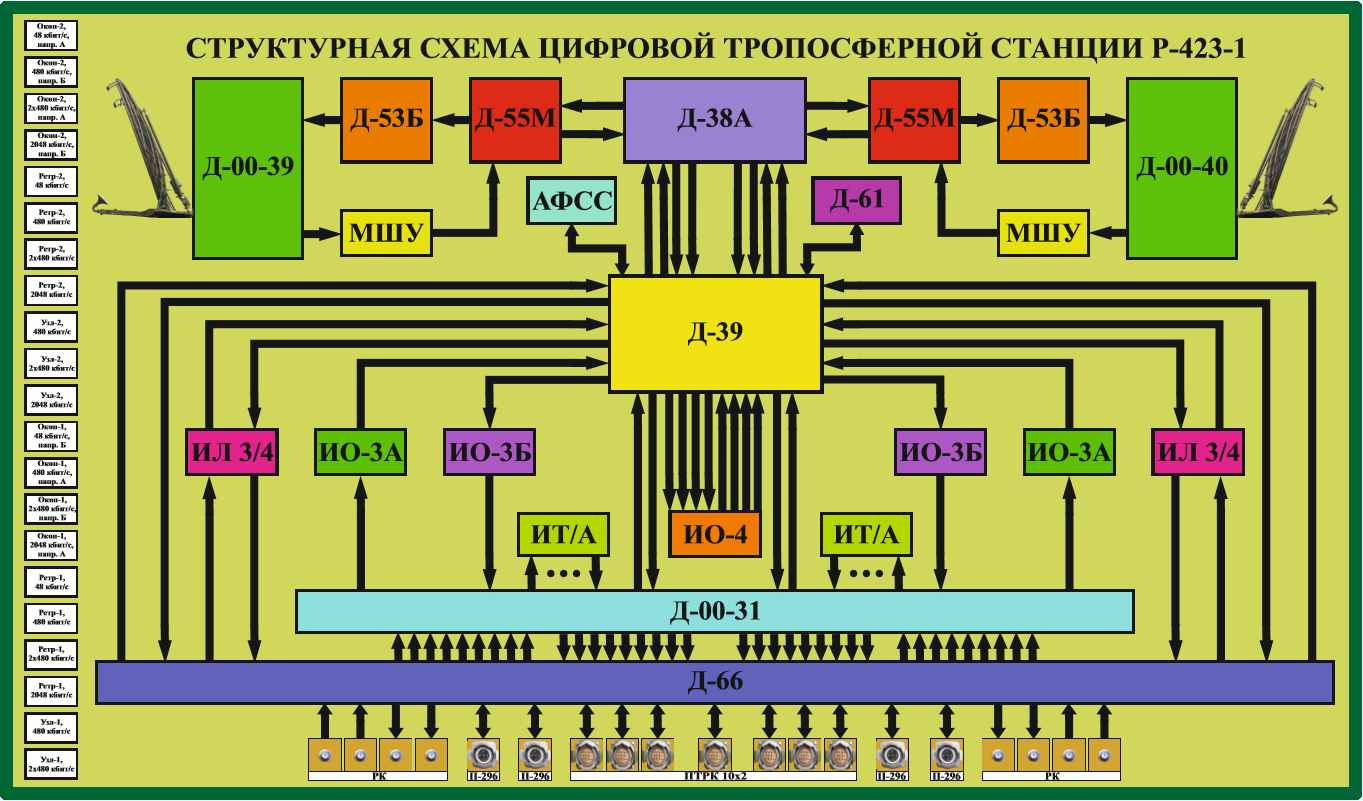 СТРУКТУРНАЯ СХЕМА ЦИФРОВОЙ ТРОПОСФЕРНОЙ СТАНЦИИ Р-423-1
Окон-2,
48 кбит/с,
напр. А
Окон-2,
480 кбит/с,
напр. Б
Окон-2,
2х480 кбит/с,
напр. А
Окон-2,
2048 кбит/с,
напр. Б
Ретр-2,
48 кбит/с
Ретр-2,
480 кбит/с
Ретр-2,
2х480 кбит/с
Ретр-2,
2048 кбит/с
Узл-2,
480 кбит/с
Узл-2,
2х480 кбит/с
Узл-2,
2048 кбит/с
Окон-1,
48 кбит/с,
напр. Б
Окон-1,
480 кбит/с,
напр. А
Окон-1,
2х480 кбит/с,
напр. Б
Окон-1,
2048 кбит/с,
напр. А
Ретр-1,
48 кбит/с
Ретр-1,
480 кбит/с
Ретр-1,
2х480 кбит/с
Ретр-1,
2048 кбит/с
Узл-1,
480 кбит/с
Узл-1,
2х480 кбит/с
Д-00-39
Д-53Б
Д-55М
Д-38А
Д-55М
Д-53Б
Д-00-40
МШУ
АФСС
Д-61
МШУ
Д-39
ИЛ 3/4
ИО-3А
ИО-3Б
ИО-3Б
ИО-3А
ИЛ 3/4
ИТ/А
ИО-4
ИТ/А
Д-00-31
Д-66
РК
П-296
П-296
ПТРК 10х2
П-296
П-296
РК